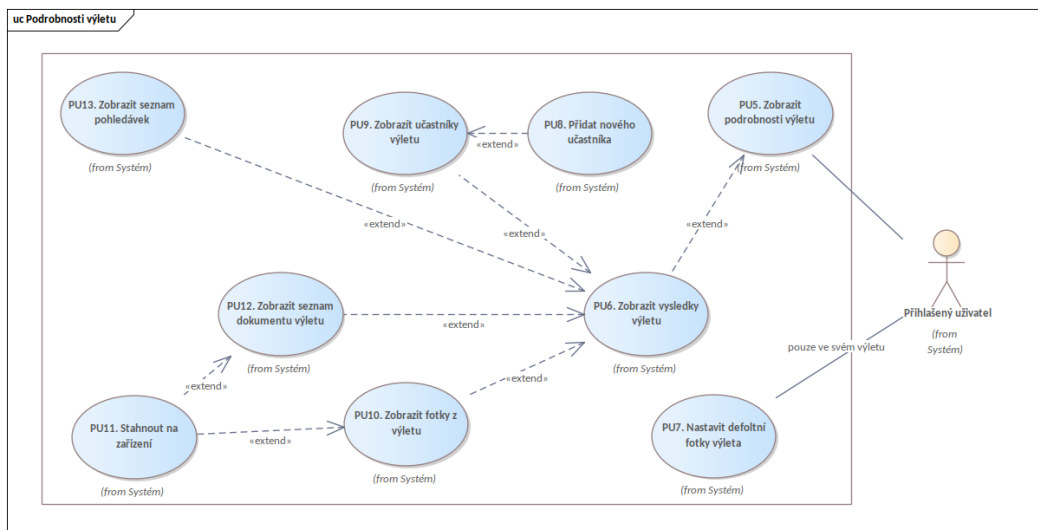 uc Podrobnosti výletu
PU13. Zobrazit seznam
pohledávek
(from Systém)
PU9. Zobrazít učastníky
výletu
(from Systém)
«extend»
PU8. Přidat nového
učastníka
(from Systém)
PU5. Zobrazit
podrobnosti výletu
(from Systém)
«extend»
«extend»
«extend»
PU12. Zobrazit seznam
dokumentu výletu
(from Systém)
«extend»
PU6. Zobrazit vysledky
výletu
(from Systém)
Přihlašený uživatel
(from
Systém)
pouze ve svém výletu
«extend»
«extend»
PU11. Stahnout na
zařízení
(from Systém)
«extend»
PU10. Zobrazit fotky z
výletu
(from Systém)
PU7. Nastavit defoltní
fotky výleta
(from Systém)